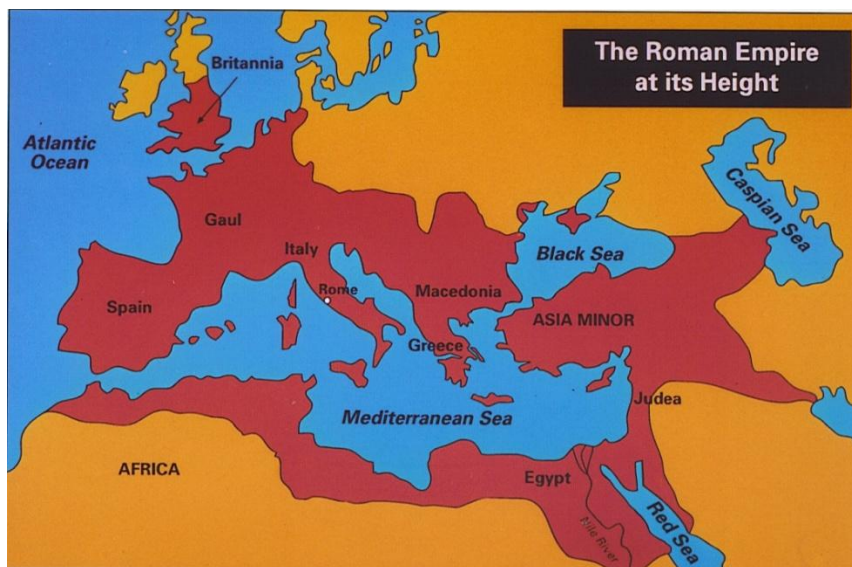 The Roman Empire
at its Height
Britannia
Atlantic
Ocean
Caspian Sea
Gaul
Italy
Black Sea
Rome
Macedonia
Spain
ASIA MINOR
Greece
Judea
Mediterranean Sea
AFRICA
Egypt
Nile River
Red Sea